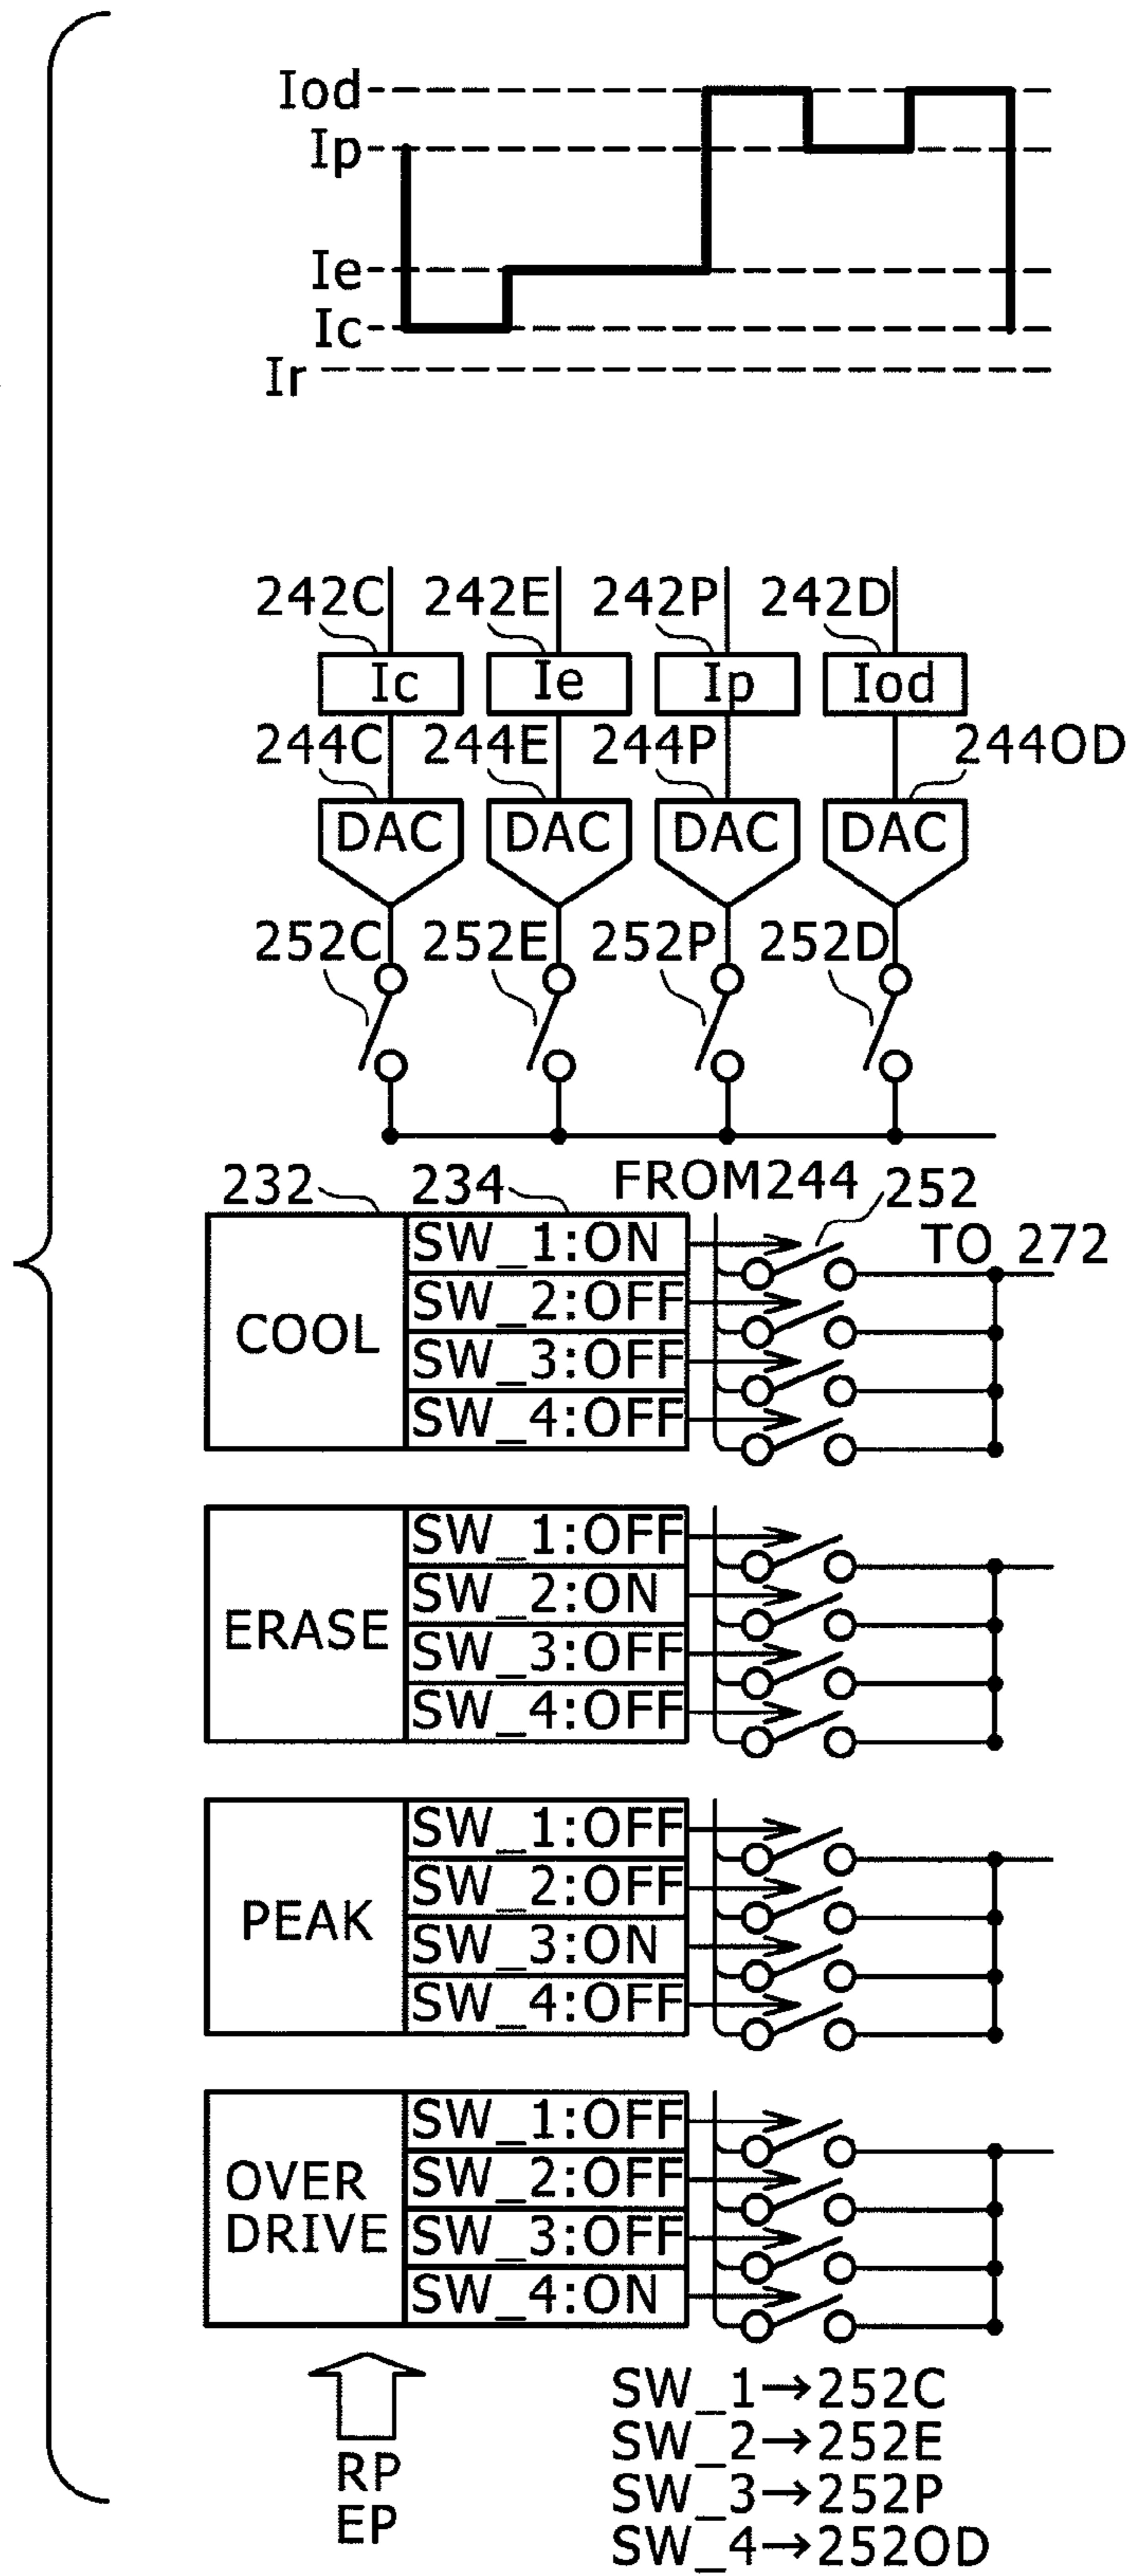 Iod
Ip
Ie
Ic
Ir
242C 242E 242P 242D
Ic Ie Ip Iod
244C 244E 244P 244OD
DAC DAC DAC DAC
252C 252E 252P 252D
232 234 FROM244 252
TO 272
COOL
SW_1:ON
SW_2:OFF
SW_3:OFF
SW_4:OFF
ERASE
SW_1:OFF
SW_2:ON
SW_3:OFF
SW_4:OFF
PEAK
SW_1:OFF
SW_2:OFF
SW_3:ON
SW_4:OFF
OVER
DRIVE
SW_1:OFF
SW_2:OFF
SW_3:OFF
SW_4:ON
RP
EP
SW_1→252C
SW_2→252E
SW_3→252P
SW_4→252OD